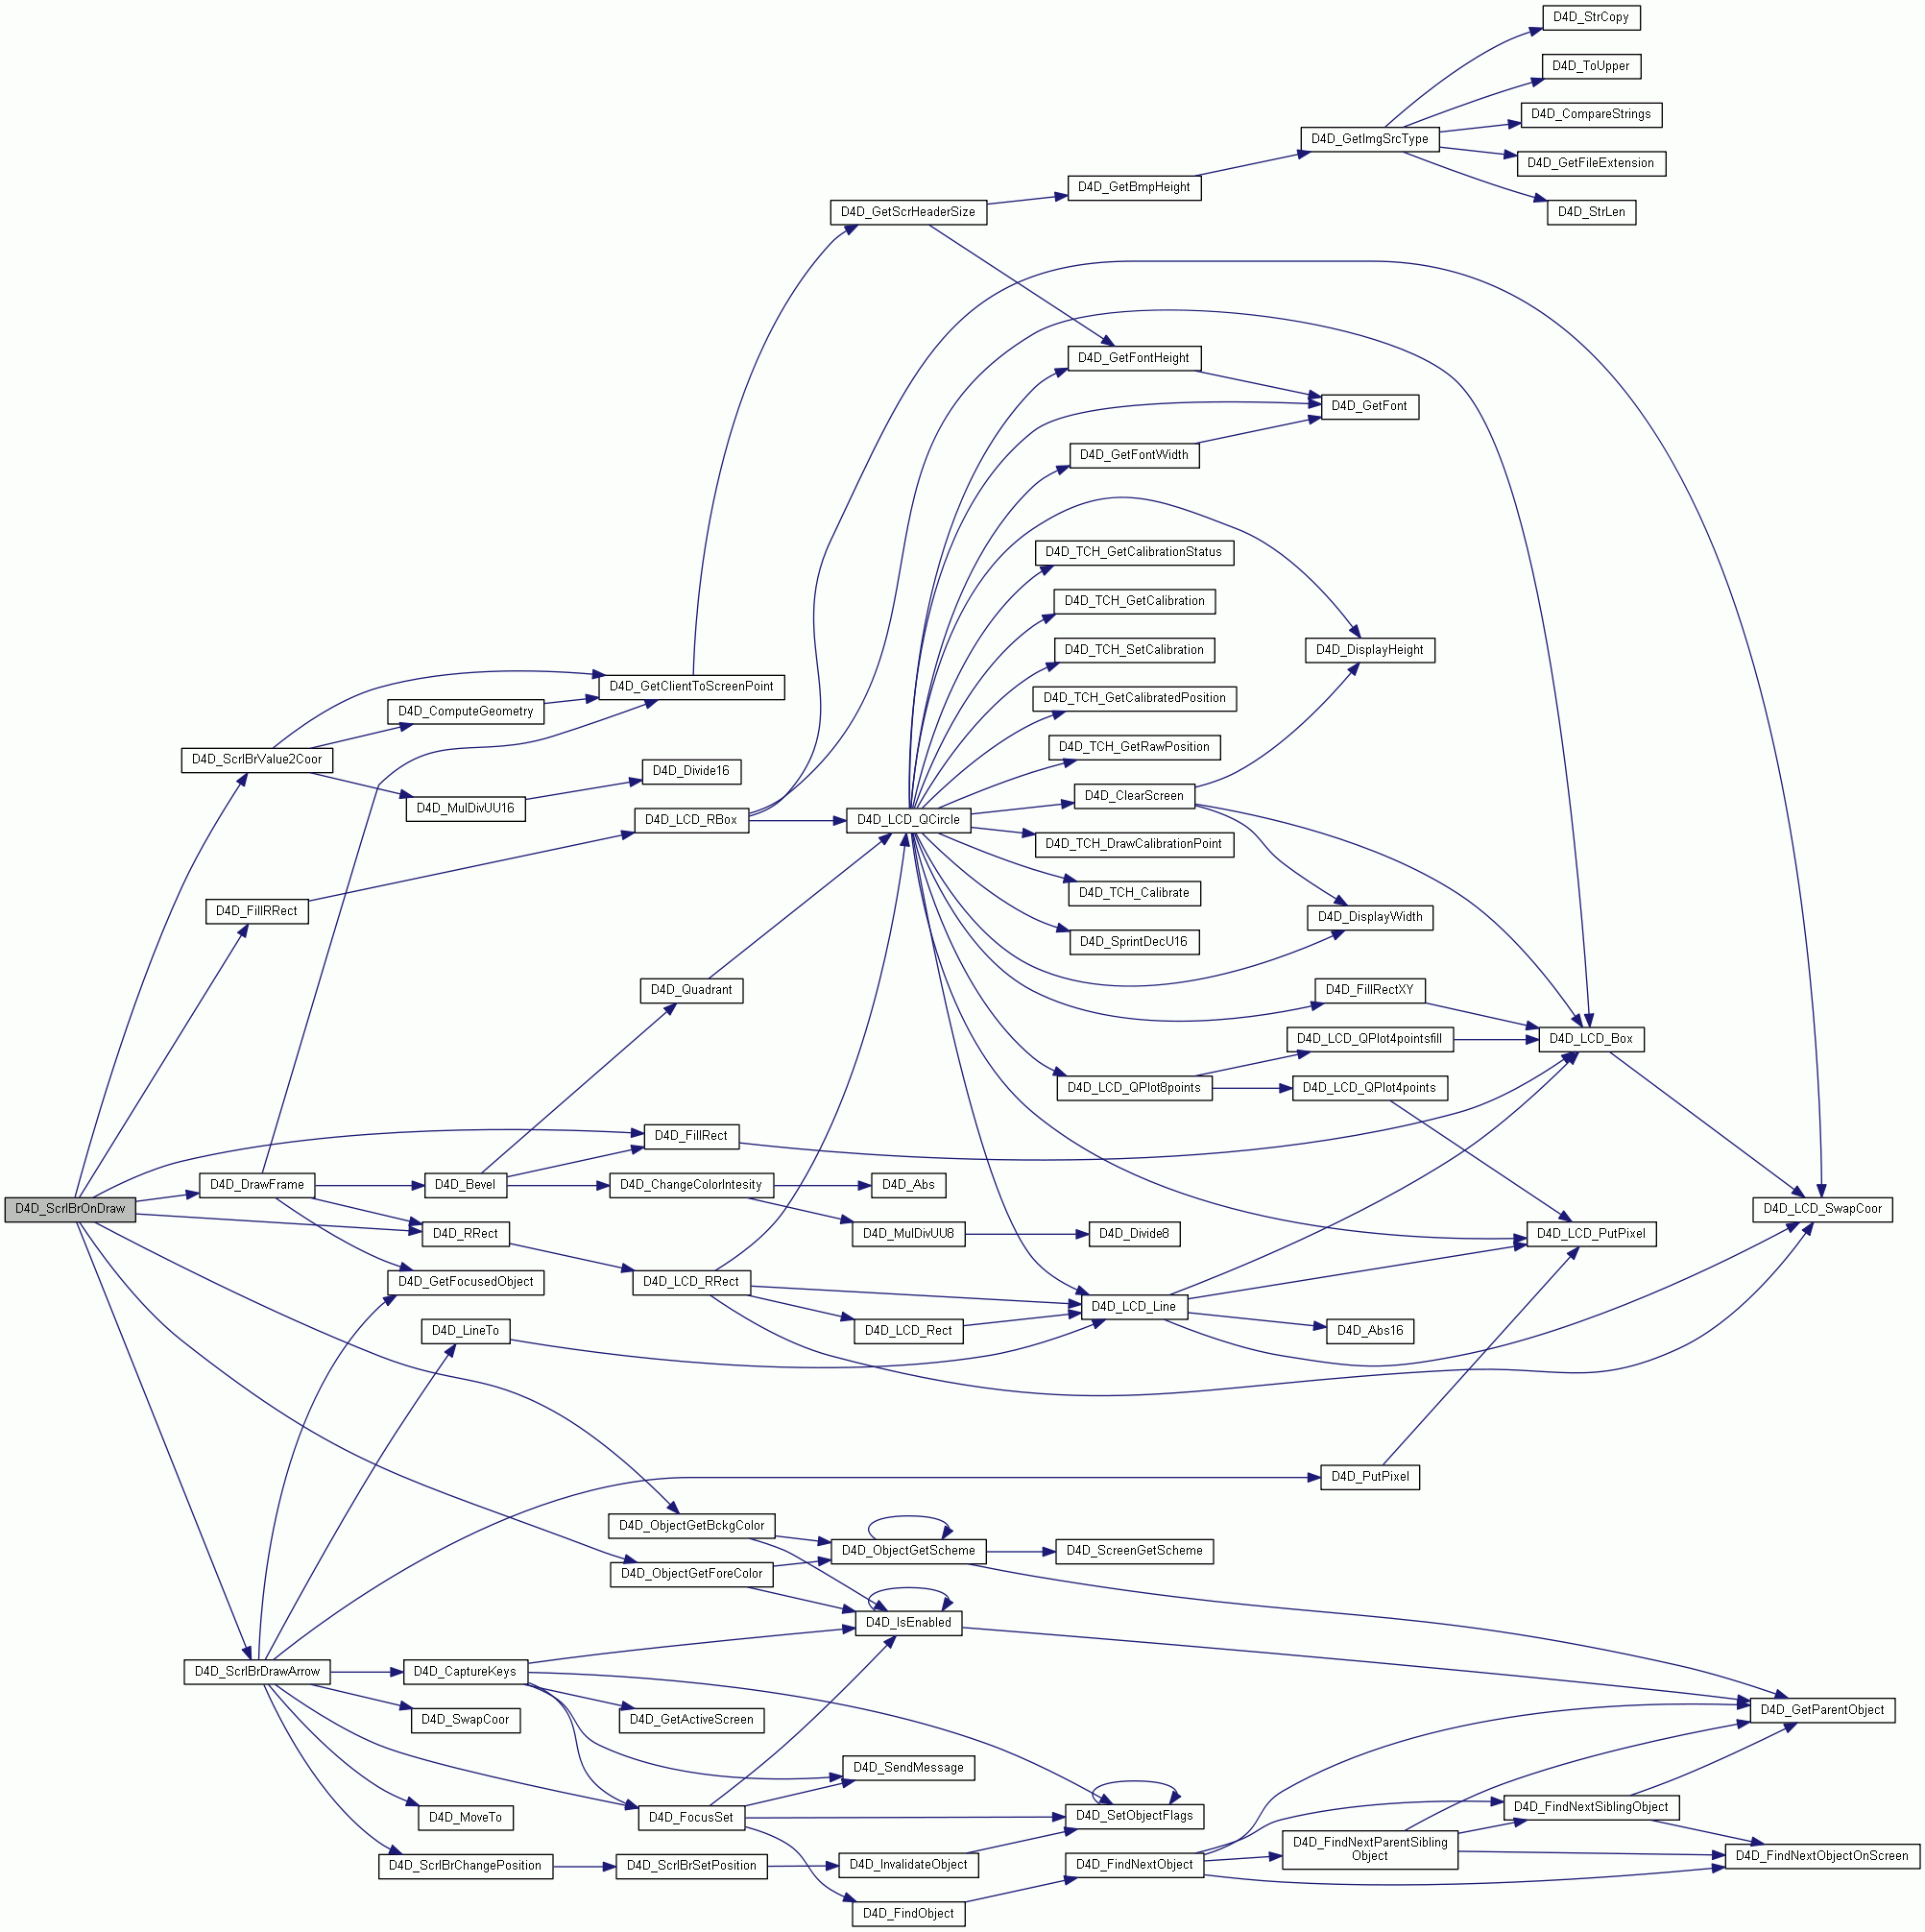 D4D_StrCopy
D4D_ToUpper
D4D_CompareStrings
D4D_GetImgSrcType
D4D_GetFileExtension
D4D_GetBmpHeight
D4D_StrLen
D4D_GetScrHeaderSize
D4D_GetFontHeight
D4D_GetFont
D4D_GetFontWidth
D4D_TCH_GetCalibrationStatus
D4D_TCH_GetCalibration
D4D_TCH_SetCalibration
D4D_DisplayHeight
D4D_GetClientToScreenPoint
D4D_TCH_GetCalibratedPosition
D4D_ComputeGeometry
D4D_TCH_GetRawPosition
D4D_ScrlBrValue2Coor
D4D_Divide16
D4D_ClearScreen
D4D_MulDivUU16
D4D_LCD_RBox
D4D_LCD_QCircle
D4D_TCH_DrawCalibrationPoint
D4D_TCH_Calibrate
D4D_FillRRect
D4D_DisplayWidth
D4D_SprintDecU16
D4D_Quadrant
D4D_FillRectXY
D4D_LCD_QPlot4pointsfill
D4D_LCD_Box
D4D_LCD_QPlot8points
D4D_LCD_QPlot4points
D4D_FillRect
D4D_DrawFrame
D4D_Bevel
D4D_ChangeColorIntesity
D4D_Abs
D4D_ScrlBrOnDraw
D4D_LCD_SwapCoor
D4D_RRect
D4D_MulDivUU8
D4D_Divide8
D4D_LCD_PutPixel
D4D_GetFocusedObject
D4D_LCD_RRect
D4D_LCD_Line
D4D_LineTo
D4D_LCD_Rect
D4D_Abs16
D4D_PutPixel
D4D_ObjectGetBckgColor
D4D_ObjectGetScheme
D4D_ScreenGetScheme
D4D_ObjectGetForeColor
D4D_IsEnabled
D4D_ScrlBrDrawArrow
D4D_CaptureKeys
D4D_GetParentObject
D4D_SwapCoor
D4D_GetActiveScreen
D4D_SendMessage
D4D_FindNextSiblingObject
D4D_MoveTo
D4D_FocusSet
D4D_SetObjectFlags
D4D_FindNextParentSibling
Object
D4D_FindNextObjectOnScreen
D4D_ScrlBrChangePosition
D4D_ScrlBrSetPosition
D4D_InvalidateObject
D4D_FindNextObject
D4D_FindObject